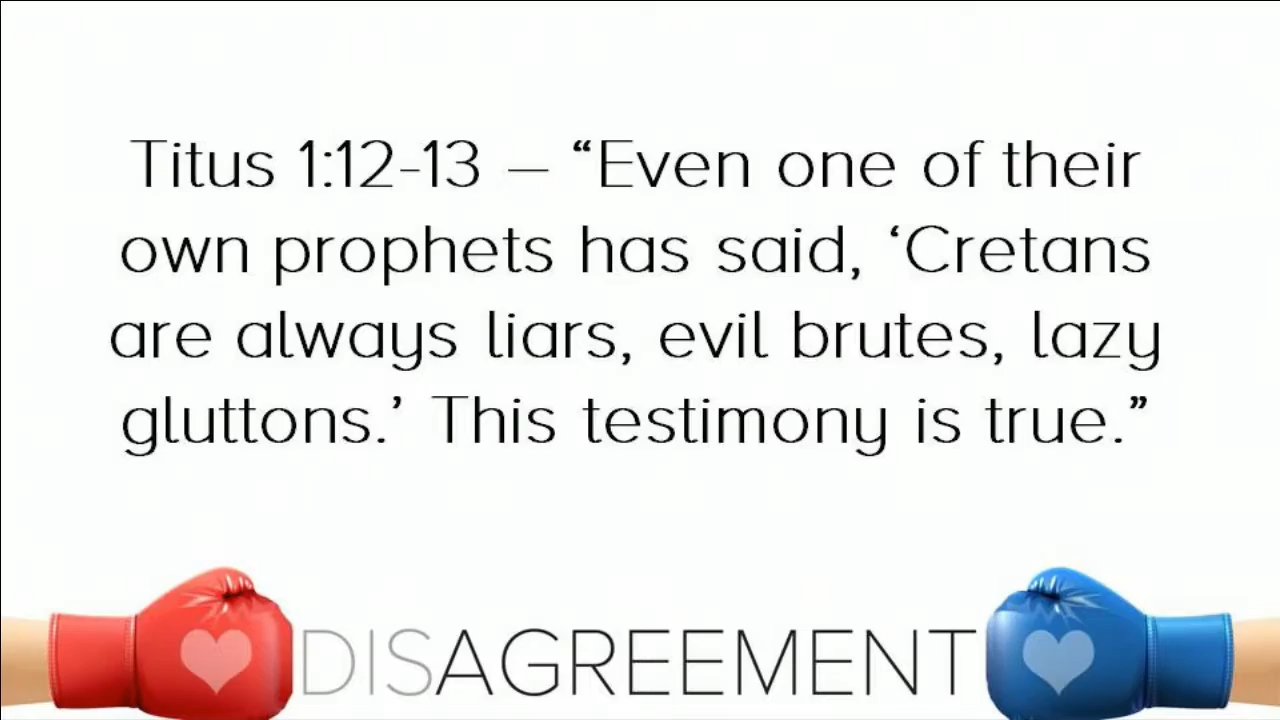 Titus 1:12-13 – “Even one of their
own prophets has said, ‘Cretans
are always liars, evil brutes, lazy
gluttons.’ This testimony is true.”
DISAGREEMENT